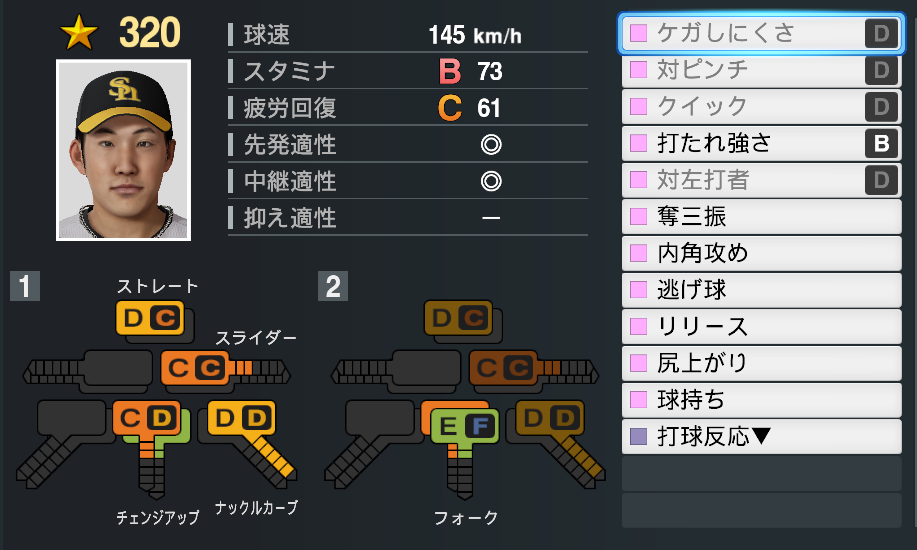 ★ 320
SH
球速 145 km/h
スタミナ B 73
疲労回復 C 61
先発適性 ◎
中継適性 ◎
抑え適性 －
1
ストレート
D C
スライダー
C C
C D
D D
チェンジアップ
ナックルカーブ
2
D C
C C
E F
D D
フォーク
ケガしにくさ D
対ピンチ D
クイック D
打たれ強さ B
対左打者 D
奪三振
内角攻め
逃げ球
リリース
尻上がり
球持ち
打球反応▼